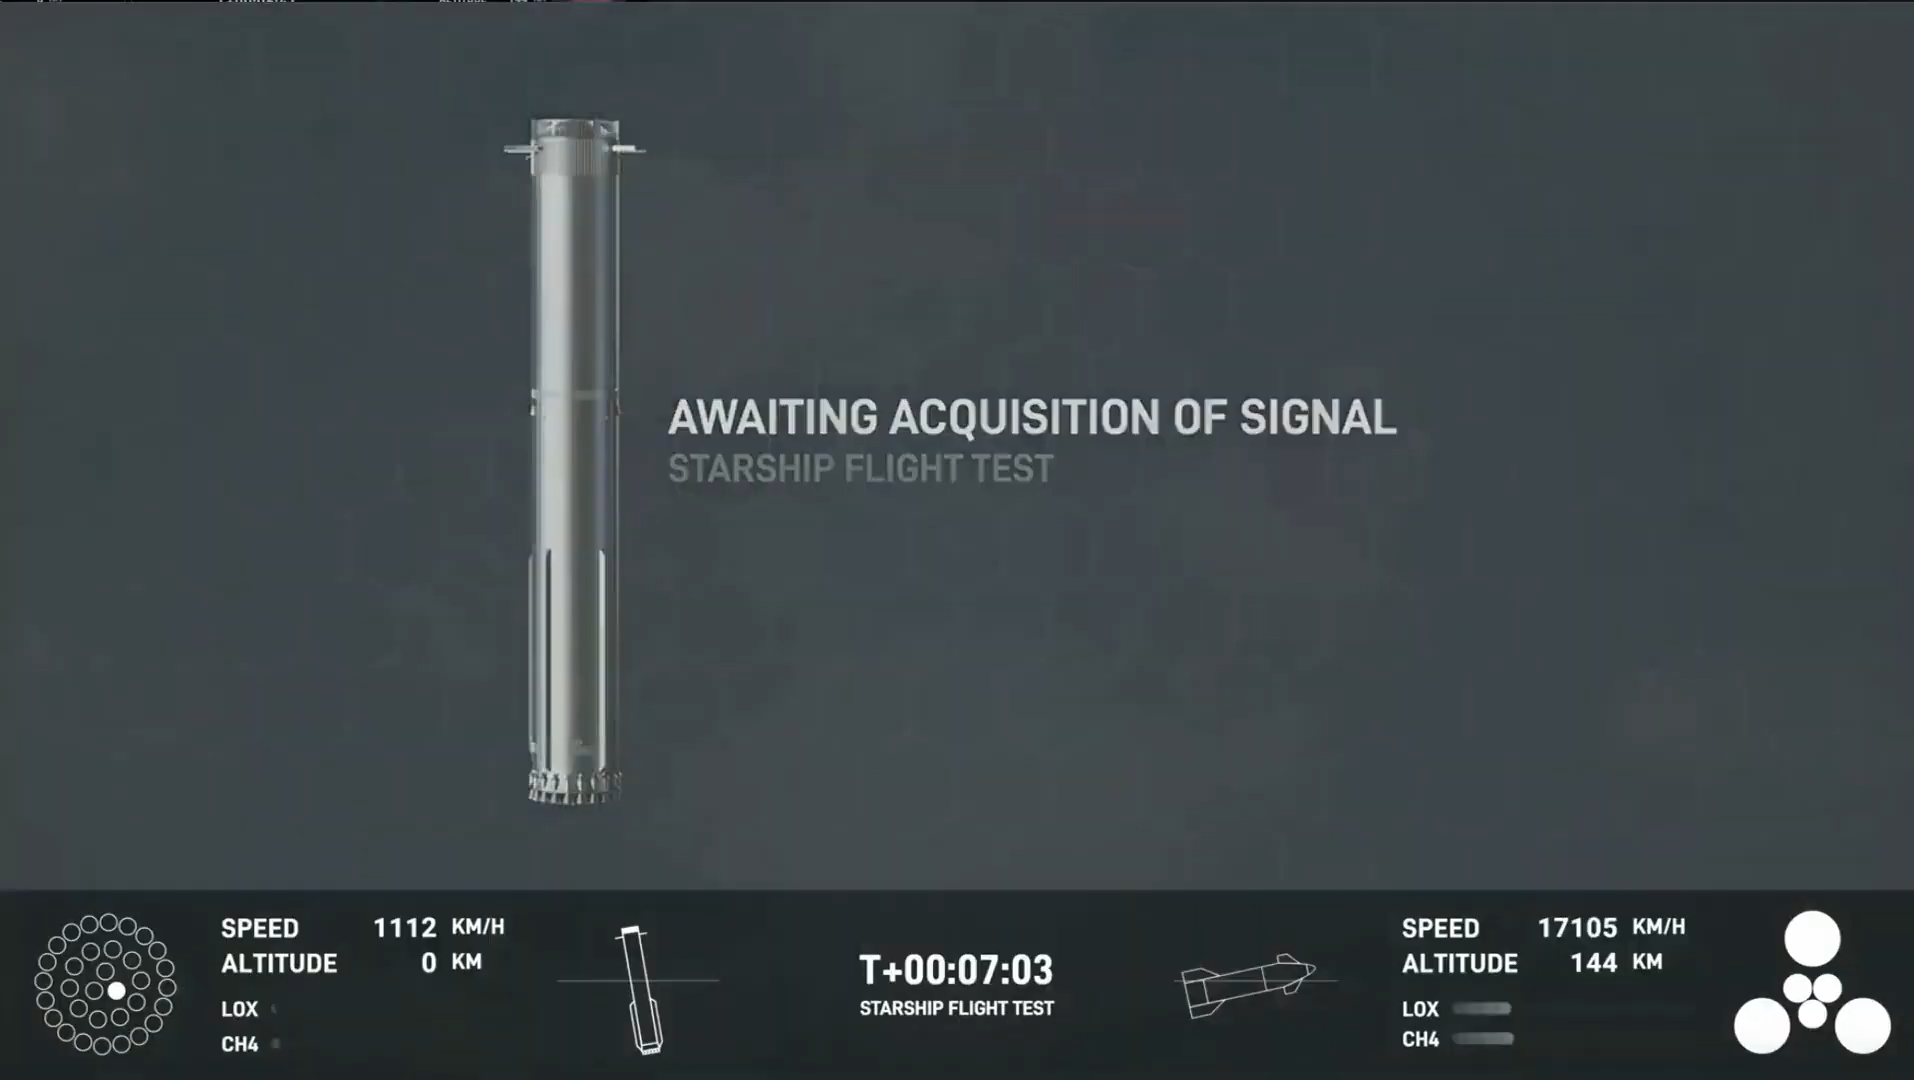 AWAITING ACQUISITION OF SIGNAL
STARSHIP FLIGHT TEST
SPEED 1112 KM/H
ALTITUDE 0 KM
LOX
CH4
T+00:07:03
STARSHIP FLIGHT TEST
SPEED 17105 KM/H
ALTITUDE 144 KM
LOX
CH4